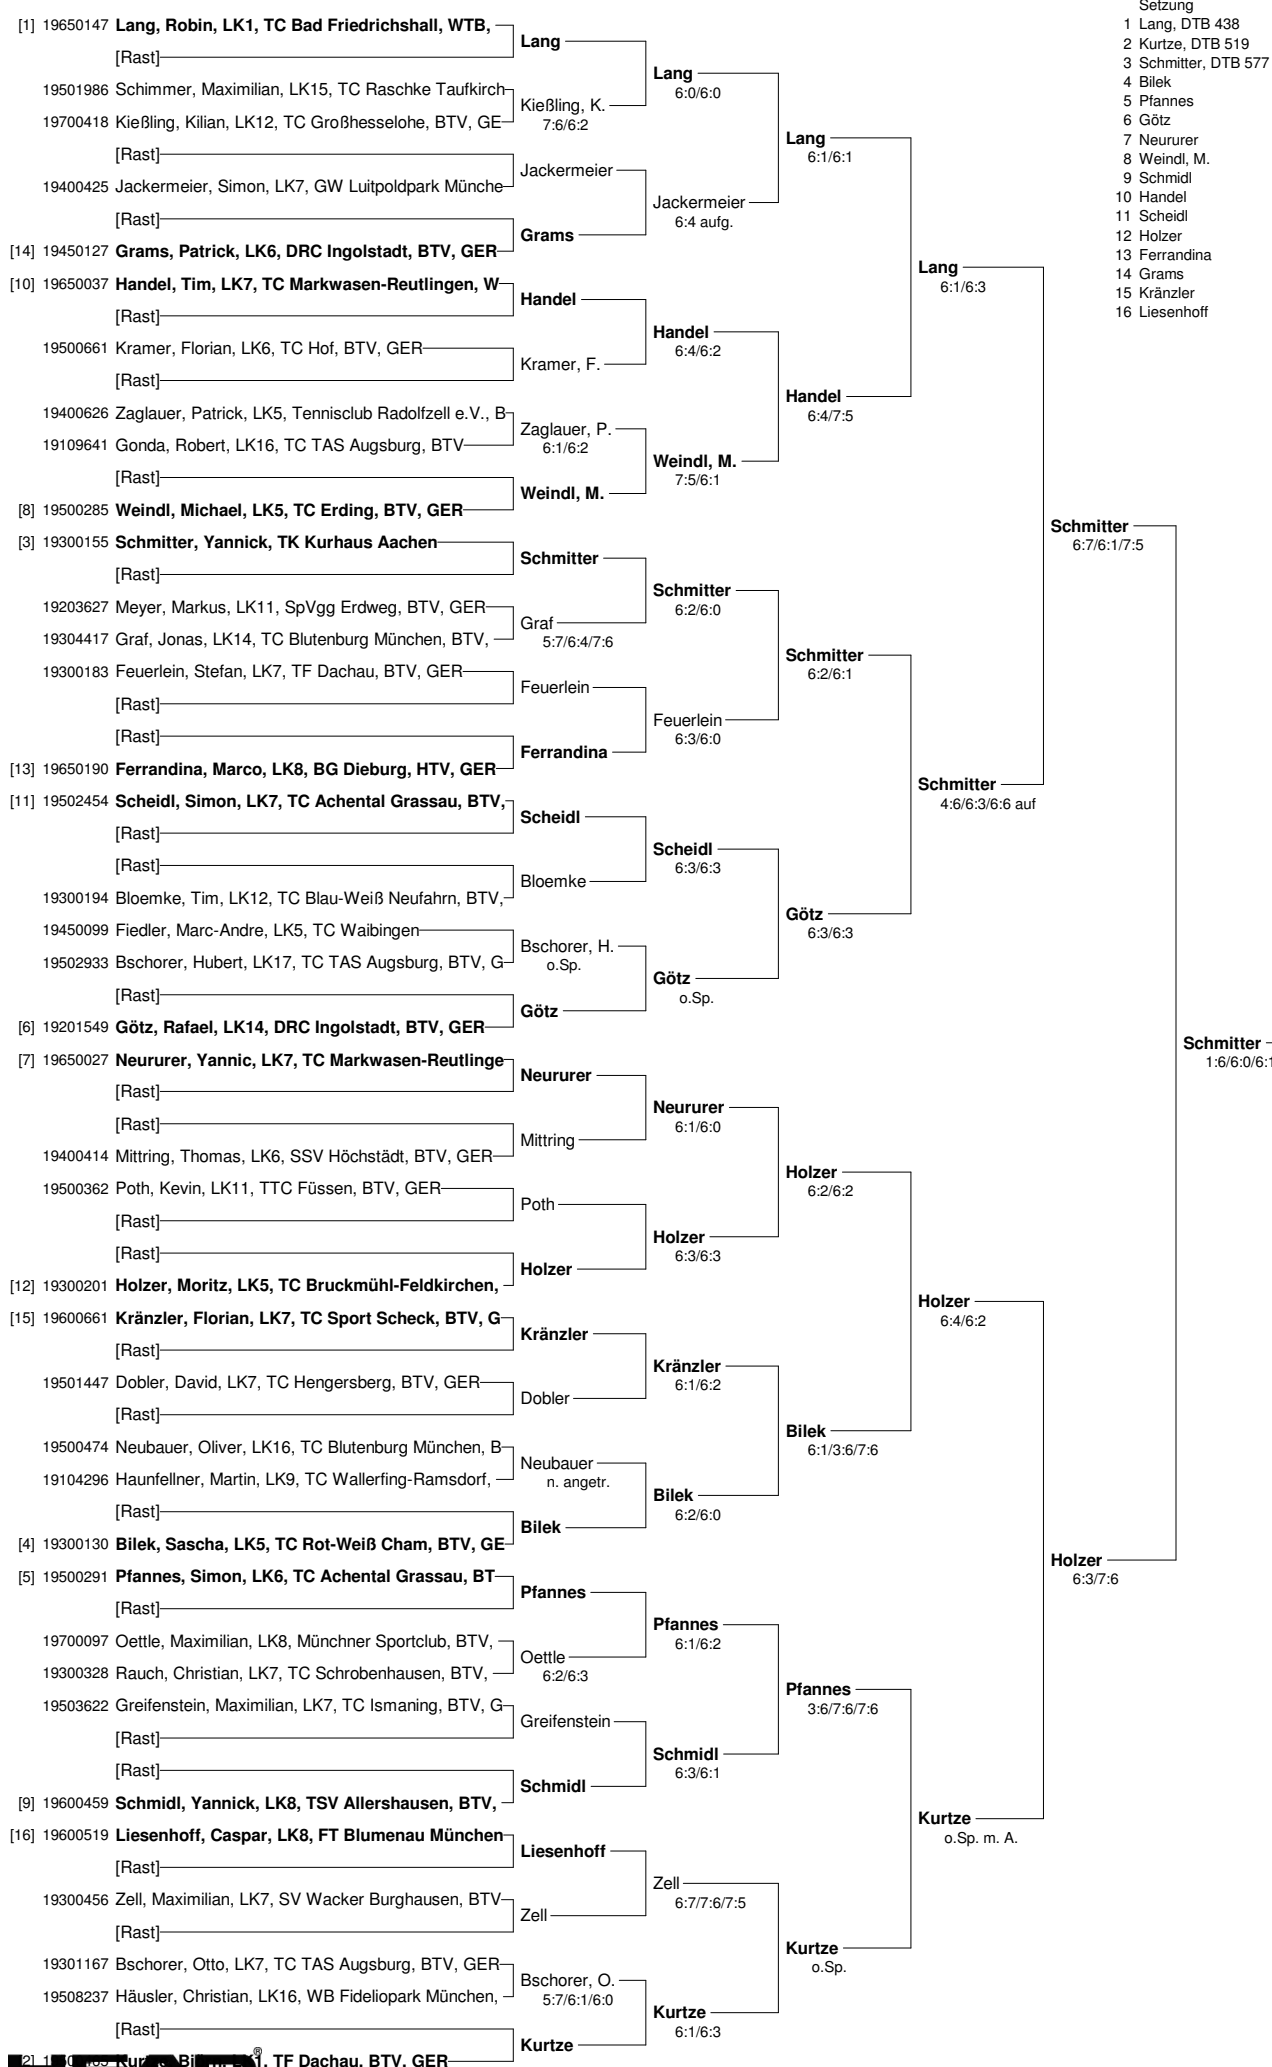 Setzung
1 Lang, DTB 438
2 Kurtze, DTB 519
3 Schmitter, DTB 577
4 Bilek
5 Pfannes
6 Götz
7 Neururer
8 Weindl, M.
9 Schmidl
10 Handel
11 Scheidl
12 Holzer
13 Ferrandina
14 Grams
15 Kränzler
16 Liesenhoff
[1] 19650147 Lang, Robin, LK1, TC Bad Friedrichshall, WTB,
[Rast]
19501986 Schimmer, Maximilian, LK15, TC Raschke Taufkirch
19700418 Kießling, Kilian, LK12, TC Großhesselohe, BTV, GE
[Rast]
19400425 Jackermeier, Simon, LK7, GW Luitpoldpark Münche
[Rast]
[14] 19450127 Grams, Patrick, LK6, DRC Ingolstadt, BTV, GER
[10] 19650037 Handel, Tim, LK7, TC Markwasen-Reutlingen, W
[Rast]
19500661 Kramer, Florian, LK6, TC Hof, BTV, GER
[Rast]
19400626 Zaglauer, Patrick, LK5, Tennisclub Radolfzell e.V., B
19109641 Gonda, Robert, LK16, TC TAS Augsburg, BTV
[Rast]
[8] 19500285 Weindl, Michael, LK5, TC Erding, BTV, GER
[3] 19300155 Schmitter, Yannick, TK Kurhaus Aachen
[Rast]
19203627 Meyer, Markus, LK11, SpVgg Erdweg, BTV, GER
19304417 Graf, Jonas, LK14, TC Blutenburg München, BTV,
19300183 Feuerlein, Stefan, LK7, TF Dachau, BTV, GER
[Rast]
[Rast]
[13] 19650190 Ferrandina, Marco, LK8, BG Dieburg, HTV, GER
[11] 19502454 Scheidl, Simon, LK7, TC Achental Grassau, BTV,
[Rast]
[Rast]
19300194 Bloemke, Tim, LK12, TC Blau-Weiß Neufahrn, BTV,
19450099 Fiedler, Marc-Andre, LK5, TC Waibingen
19502933 Bschorer, Hubert, LK17, TC TAS Augsburg, BTV, G
[Rast]
[6] 19201549 Götz, Rafael, LK14, DRC Ingolstadt, BTV, GER
[7] 19650027 Neururer, Yannic, LK7, TC Markwasen-Reutlinge
[Rast]
[Rast]
19400414 Mittring, Thomas, LK6, SSV Höchstädt, BTV, GER
19500362 Poth, Kevin, LK11, TTC Füssen, BTV, GER
[Rast]
[Rast]
[12] 19300201 Holzer, Moritz, LK5, TC Bruckmühl-Feldkirchen,
[15] 19600661 Kränzler, Florian, LK7, TC Sport Scheck, BTV, G
[Rast]
19501447 Dobler, David, LK7, TC Hengersberg, BTV, GER
[Rast]
19500474 Neubauer, Oliver, LK16, TC Blutenburg München, B
19104296 Haunfellner, Martin, LK9, TC Wallerfing-Ramsdorf,
[Rast]
[4] 19300130 Bilek, Sascha, LK5, TC Rot-Weiß Cham, BTV, GE
[5] 19500291 Pfannes, Simon, LK6, TC Achental Grassau, BT
[Rast]
19700097 Oettle, Maximilian, LK8, Münchner Sportclub, BTV,
19300328 Rauch, Christian, LK7, TC Schrobenhausen, BTV,
19503622 Greifenstein, Maximilian, LK7, TC Ismaning, BTV, G
[Rast]
[Rast]
[9] 19600459 Schmidl, Yannick, LK8, TSV Allershausen, BTV,
[16] 19600519 Liesenhoff, Caspar, LK8, FT Blumenau München
[Rast]
19300456 Zell, Maximilian, LK7, SV Wacker Burghausen, BTV
[Rast]
19301167 Bschorer, Otto, LK7, TC TAS Augsburg, BTV, GER
19508237 Häusler, Christian, LK16, WB Fideliopark München,
[Rast]
TF Dachau, BTV, GER
®
Lang
Kießling, K.
7:6/6:2
Jackermeier
Grams
Handel
Kramer, F.
Zaglauer, P.
6:1/6:2
Weindl, M.
Schmitter
Graf
5:7/6:4/7:6
Feuerlein
Ferrandina
Scheidl
Bloemke
Bschorer, H.
o.Sp.
Götz
Neururer
Mittring
Poth
Holzer
Kränzler
Dobler
Neubauer
n. angetr.
Bilek
Pfannes
Oettle
6:2/6:3
Greifenstein
Schmidl
Liesenhoff
Zell
Bschorer, O.
5:7/6:1/6:0
Kurtze
Lang
6:0/6:0
Jackermeier
6:4 aufg.
Handel
6:4/6:2
Weindl, M.
7:5/6:1
Schmitter
6:2/6:0
Feuerlein
6:3/6:0
Scheidl
6:3/6:3
Götz
o.Sp.
Neururer
6:1/6:0
Holzer
6:3/6:3
Kränzler
6:1/6:2
Bilek
6:2/6:0
Pfannes
6:1/6:2
Schmidl
6:3/6:1
Zell
6:7/7:6/7:5
Kurtze
6:1/6:3
Lang
6:1/6:1
Handel
6:4/7:5
Schmitter
6:2/6:1
Götz
6:3/6:3
Holzer
6:2/6:2
Bilek
6:1/3:6/7:6
Pfannes
3:6/7:6/7:6
Kurtze
o.Sp.
Lang
6:1/6:3
Schmitter
4:6/6:3/6:6 auf
Holzer
6:4/6:2
Kurtze
o.Sp. m. A.
Schmitter
6:7/6:1/7:5
Holzer
6:3/7:6
Schmitter
1:6/6:0/6:1